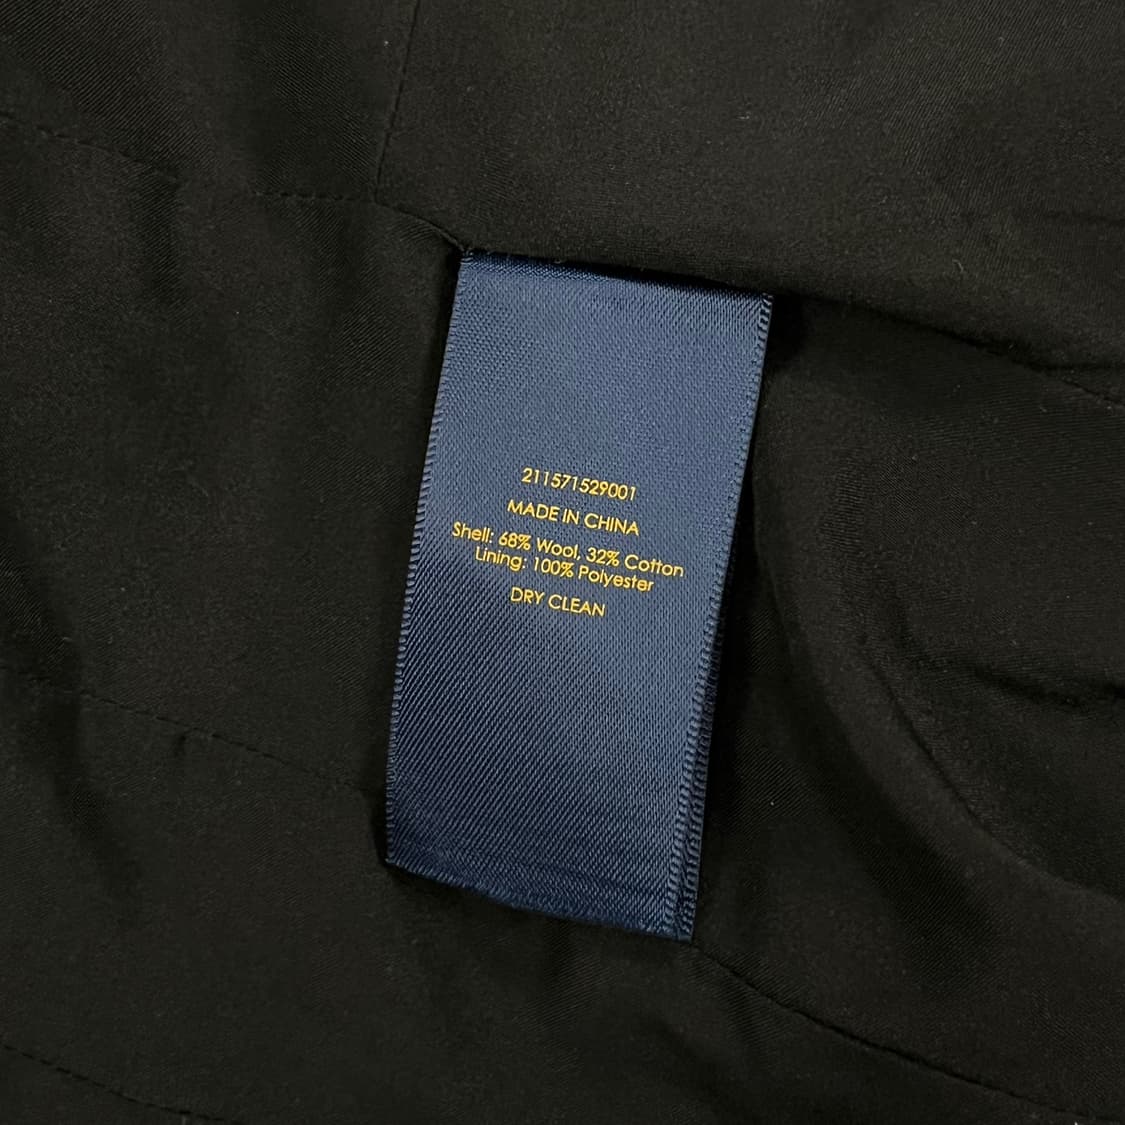 211571529001
MADE IN CHINA
Shell: 68% Wool, 32% Cotton
Lining: 100% Polyester
DRY CLEAN